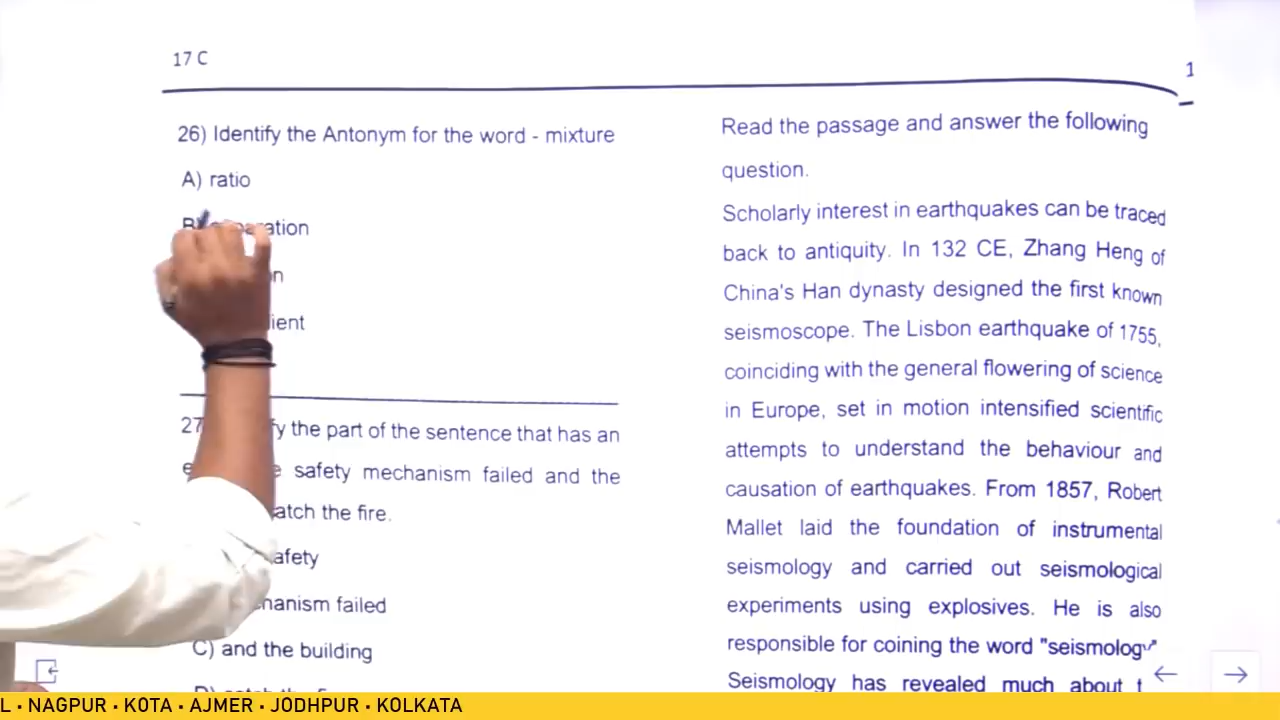 17 C
1
26) Identify the Antonym for the word - mixture
A) ratio
B)
27
the part of the sentence that has an
safety mechanism failed and the
the fire.
failed
C) and the building
Read the passage and answer the following
question.
Scholarly interest in earthquakes can be traced
back to antiquity. In 132 CE, Zhang Heng of
China's Han dynasty designed the first known
seismoscope. The Lisbon earthquake of 1755,
coinciding with the general flowering of science
in Europe, set in motion intensified scientific
attempts to understand the behaviour and
causation of earthquakes. From 1857, Robert
Mallet laid the foundation of instrumental
seismology and carried out seismological
experiments using explosives. He is also
responsible for coining the word "seismology"
Seismology has revealed much about
NAGPUR · KOTA · AJMER · JODHPUR · KOLKATA